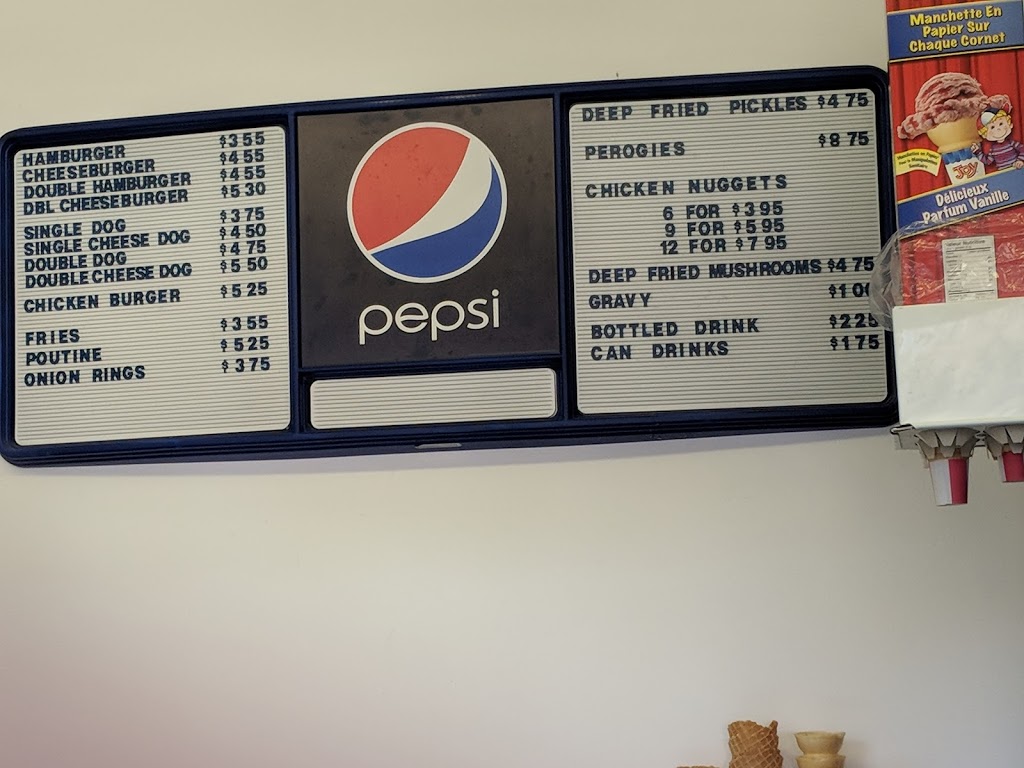 HAMBURGER $3 55
CHEESEBURGER $4 55
DOUBLE HAMBURGER $4 55
DBL CHEESEBURGER $5 30
SINGLE DOG $3 75
SINGLE CHEESE DOG $4 50
DOUBLE DOG $4 75
DOUBLE CHEESE DOG $5 50
CHICKEN BURGER $5 25
FRIES $3 55
POUTINE $5 25
ONION RINGS $3 75
pepsi
DEEP FRIED PICKLES $4 75
PEROGIES $8 75
CHICKEN NUGGETS
6 FOR $3 95
9 FOR $5 95
12 FOR $7 95
DEEP FRIED MUSHROOMS $4 75
GRAVY $1 00
BOTTLED DRINK $2 25
CAN DRINKS $1 75
Manchette En
Papier Sur
Chaque Cornet
JOY
Délicieux
Parfum Vanille